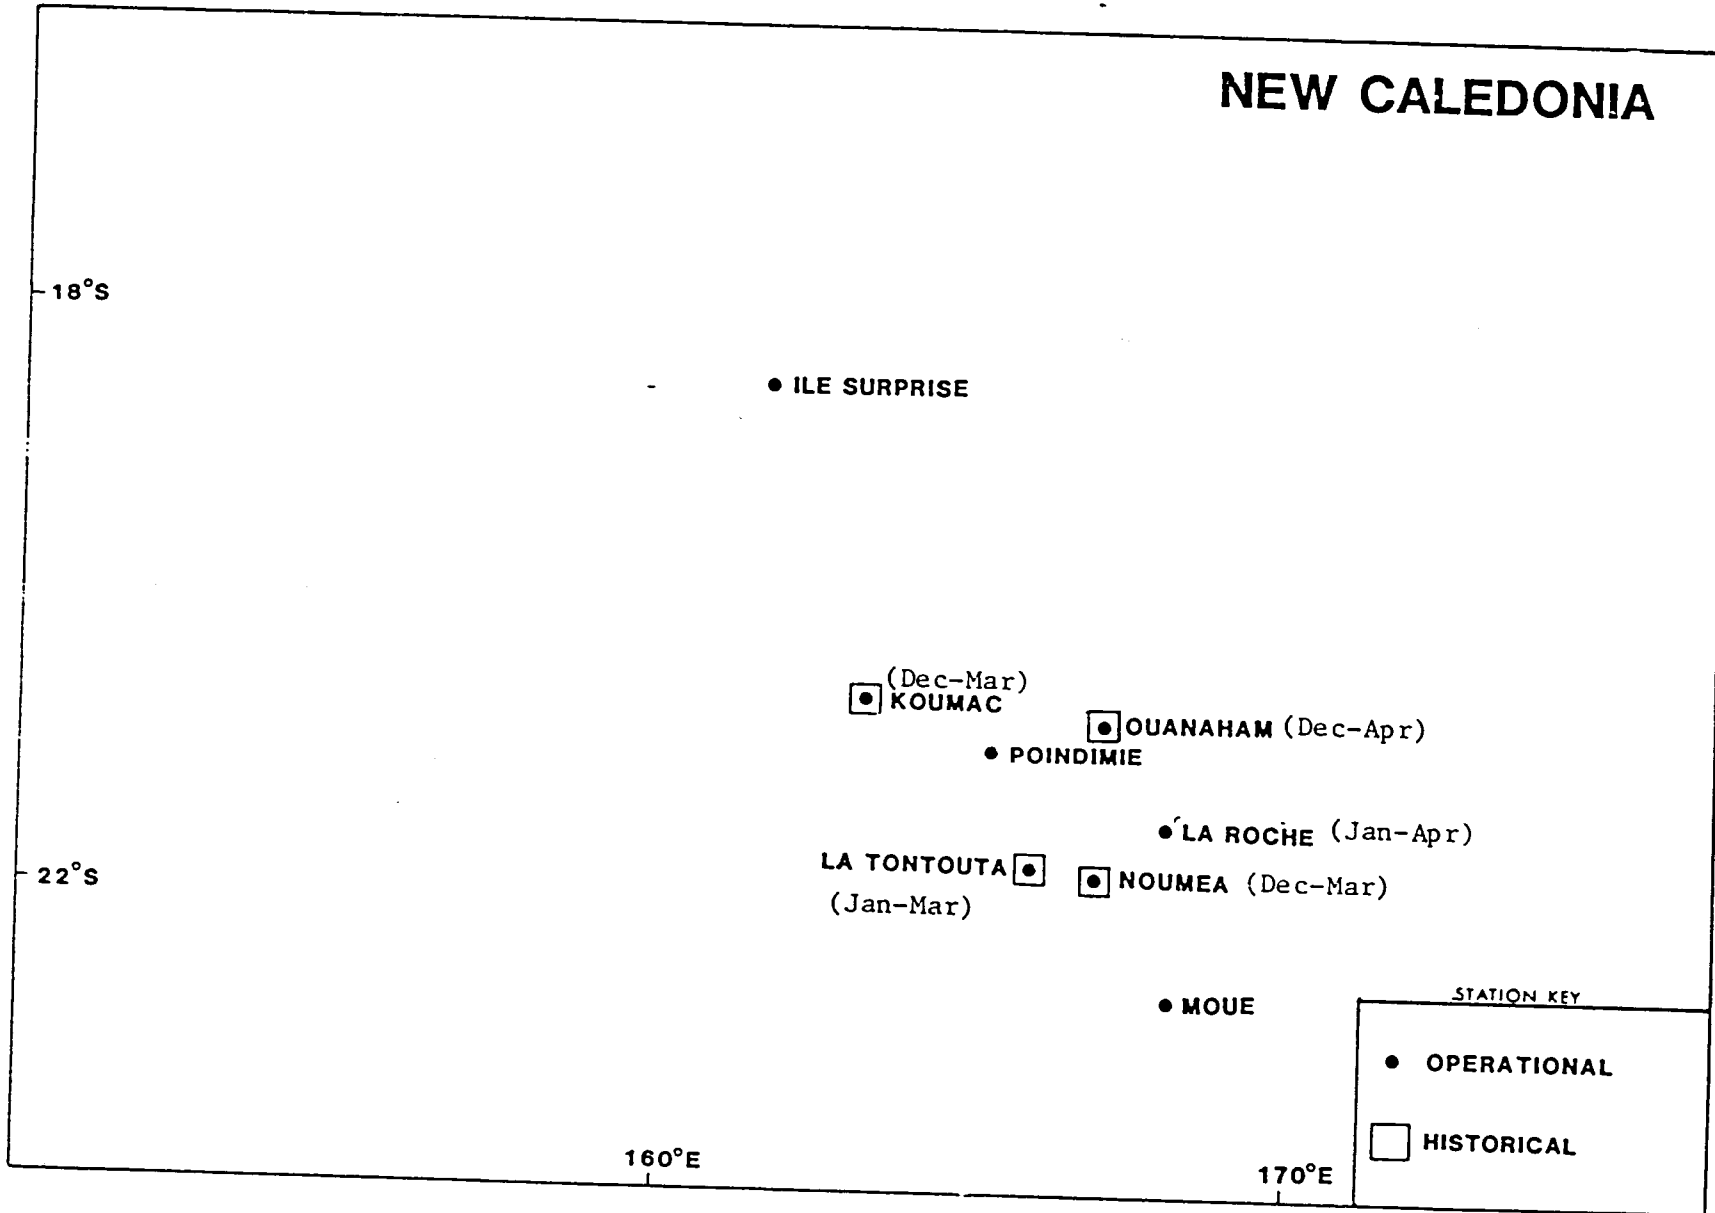 NEW CALEDONIA
18°S
ILE SURPRISE
(Dec-Mar)
KOUMAC
OUANAHAM (Dec-Apr)
POINDIMIE
LA ROCHE (Jan-Apr)
LA TONTOUTA
(Jan-Mar)
NOUMEA (Dec-Mar)
22°S
MOUE
STATION KEY
OPERATIONAL
HISTORICAL
160°E
170°E